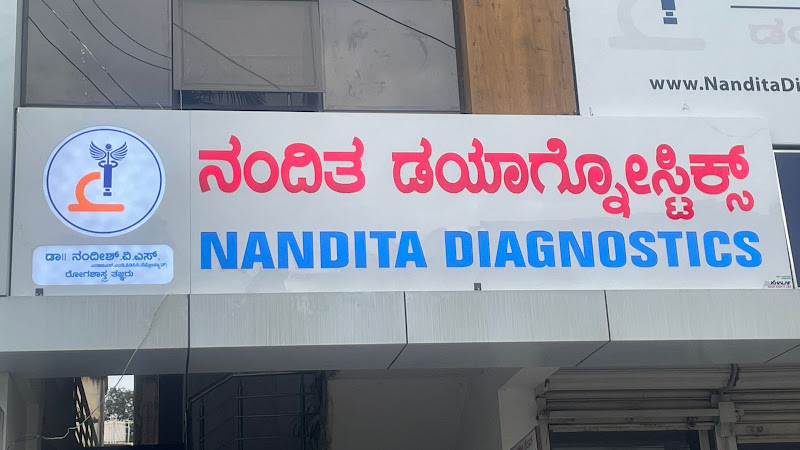 www.NanditaDi
ನಂದಿತ ಡಯಾಗ್ನೋಸ್ಟಿಕ್ಸ್
NANDITA DIAGNOSTICS
ಡಾ॥ ನಂದೀಶ್.ವಿ.ಎಸ್.
ರೋಗಶಾಸ್ತ್ರ ತಜ್ಞರು